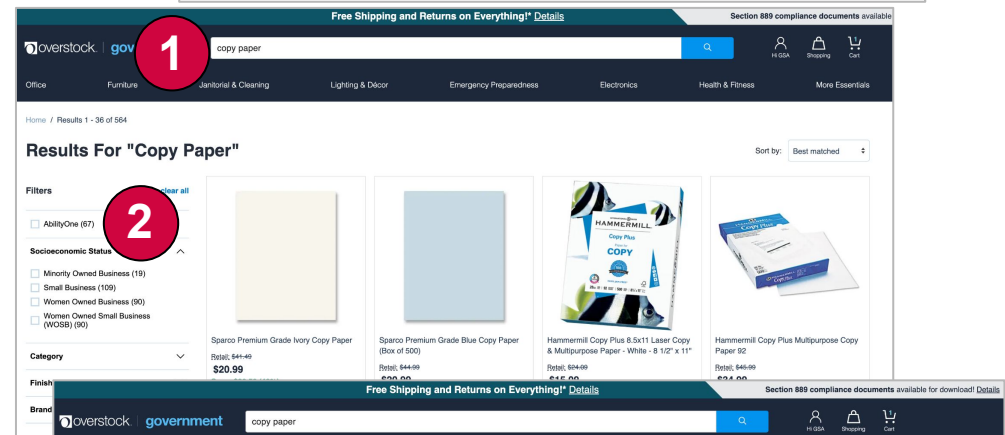 Free Shipping and Returns on Everything!* Details
Section 889 compliance documents available
overstock. | gov
1
copy paper
Hi GSA
Shopping
1
Cart
Office Furniture Janitorial & Cleaning Lighting & Décor Emergency Preparedness Electronics Health & Fitness More Essentials
Home / Results 1 - 36 of 564
Results For "Copy Paper"
Sort by: Best matched
Filters
clear all
2
AbilityOne (67)
Socioeconomic Status
Minority Owned Business (19)
Small Business (109)
Women Owned Business (90)
Women Owned Small Business
(WOSB) (90)
Category
Finish
Brand
HAMMERMILL
Copy Plus
COPY
Copy Plus
Sparco Premium Grade Ivory Copy Paper
Retail: $41.49
$20.99
Sparco Premium Grade Blue Copy Paper
(Box of 500)
Retail: $44.99
Hammermill Copy Plus 8.5x11 Laser Copy
& Multipurpose Paper - White - 8 1/2" x 11"
Retail: $24.09
Hammermill Copy Plus Multipurpose Copy
Paper 92
Retail: $45.99
Free Shipping and Returns on Everything!* Details
Section 889 compliance documents available for download! Details
overstock. | government
copy paper
Hi GSA
Shopping
1
Cart